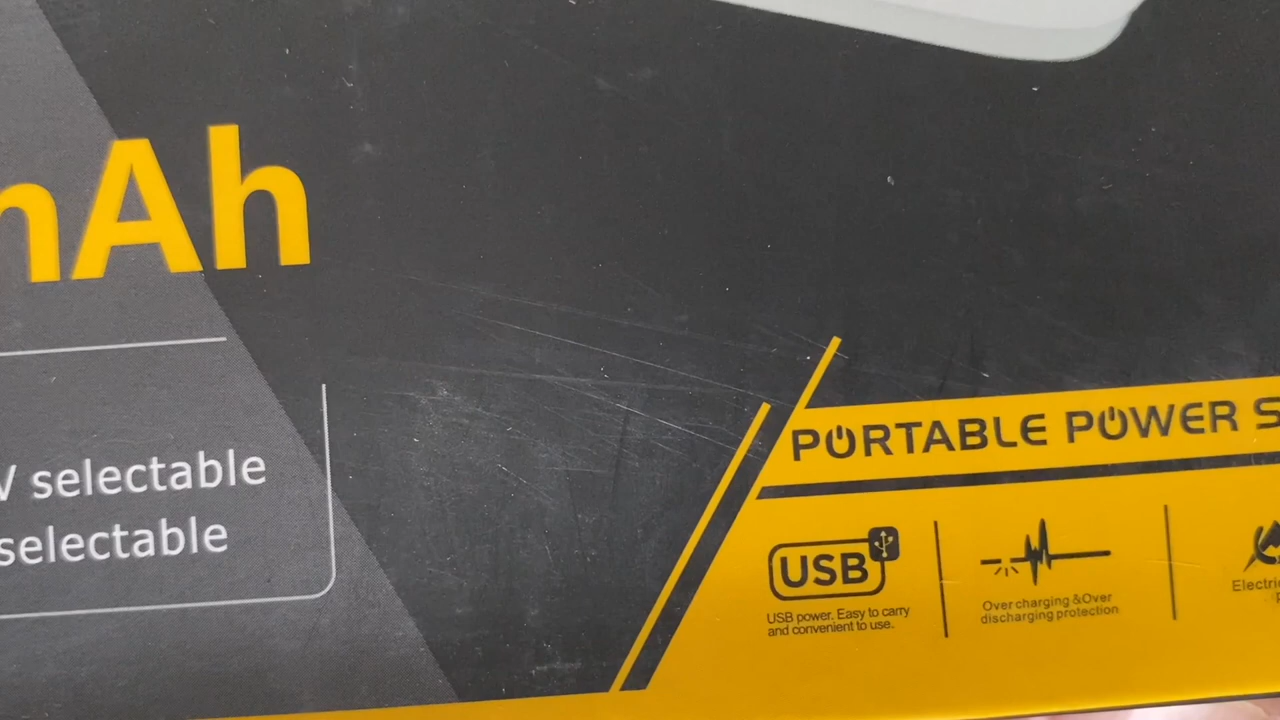 mAh
V selectable
selectable
PORTABLE POWER S
USB
USB power. Easy to carry
and convenient to use.
Over charging &Over
discharging protection
Electric